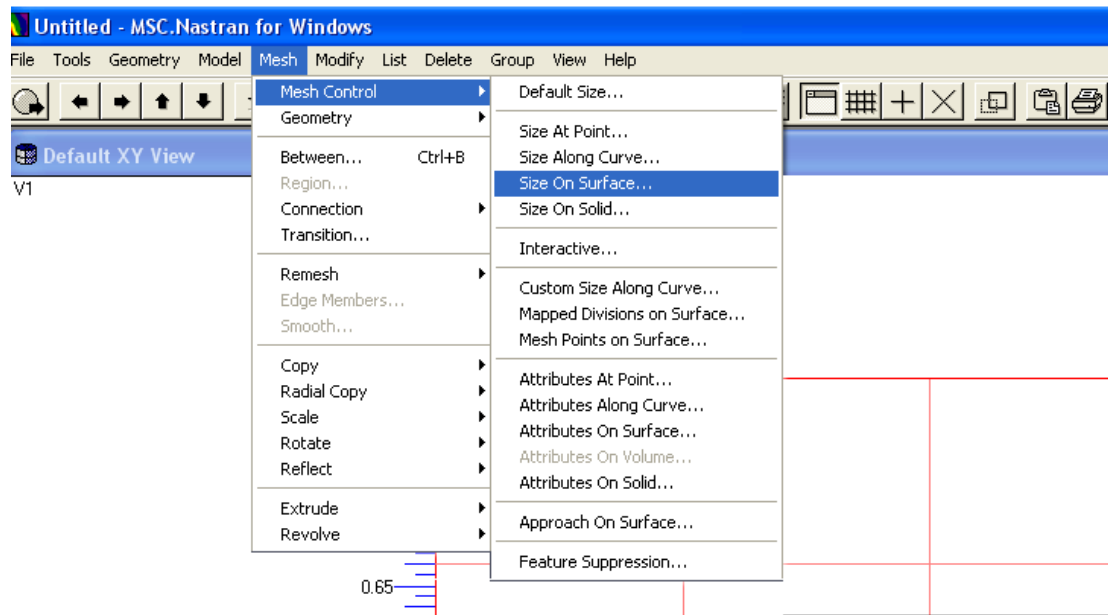 Untitled - MSC.Nastran for Windows
File Tools Geometry Model Mesh Modify List Delete Group View Help
Default XY View
V1
Mesh Control
Geometry
Between... Ctrl+B
Region...
Connection
Transition...
Remesh
Edge Members...
Smooth...
Copy
Radial Copy
Scale
Rotate
Reflect
Extrude
Revolve
Default Size...
Size At Point...
Size Along Curve...
Size On Surface...
Size On Solid...
Interactive...
Custom Size Along Curve...
Mapped Divisions on Surface...
Mesh Points on Surface...
Attributes At Point...
Attributes Along Curve...
Attributes On Surface...
Attributes On Volume...
Attributes On Solid...
Approach On Surface...
Feature Suppression...
0.65